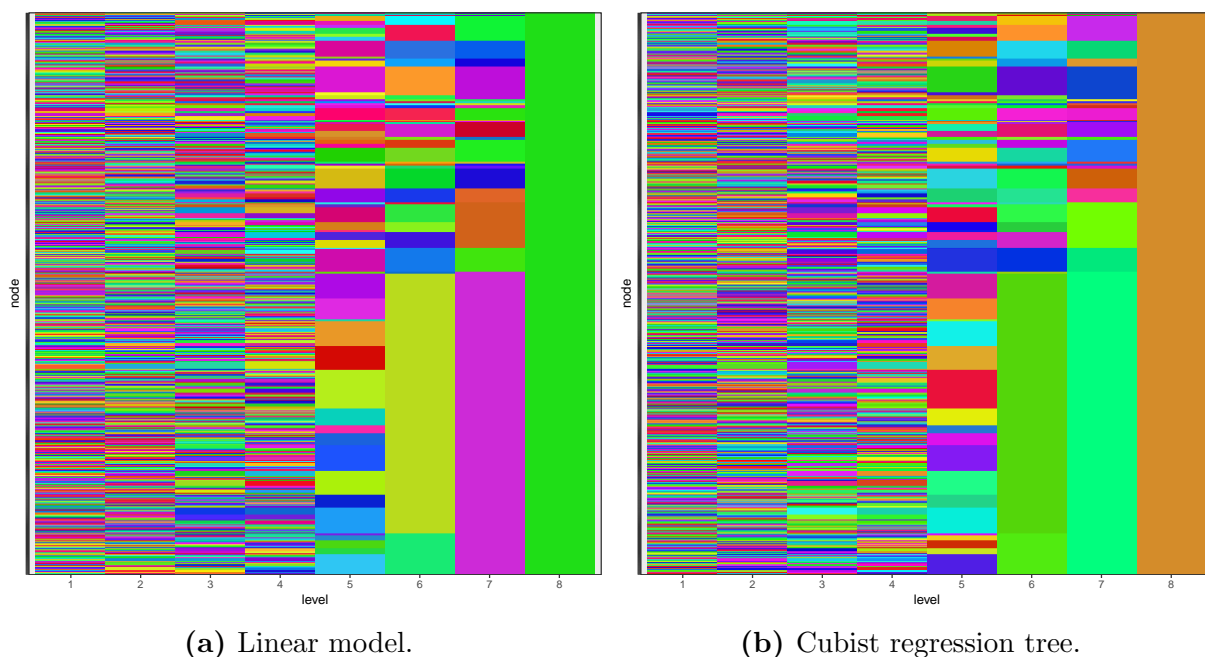 node
node
1 2 3 4 5 6 7 8
1 2 3 4 5 6 7 8
level
level
(a) Linear model.
(b) Cubist regression tree.